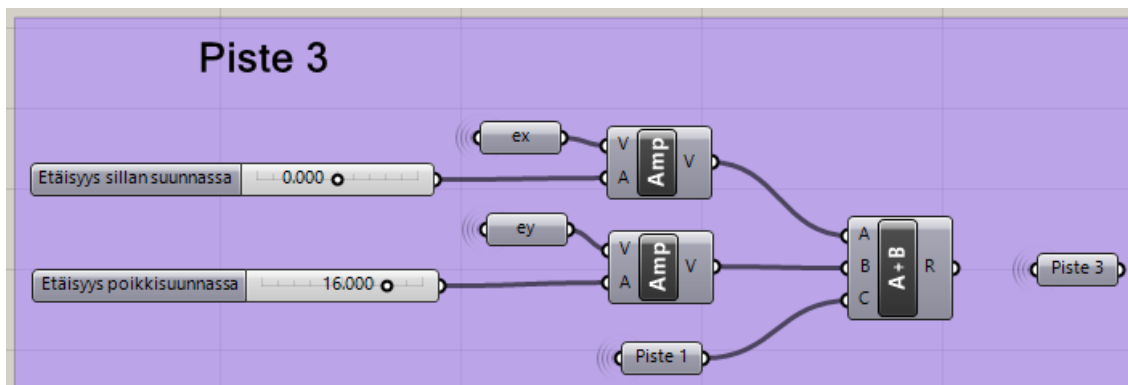 Piste 3
ex
V
A
Amp
V
Etäisyys sillan suunnassa
0.000
ey
V
A
Amp
V
Etäisyys poikkisuunnassa
16.000
A
B
C
A+B
R
Piste 3
Piste 1